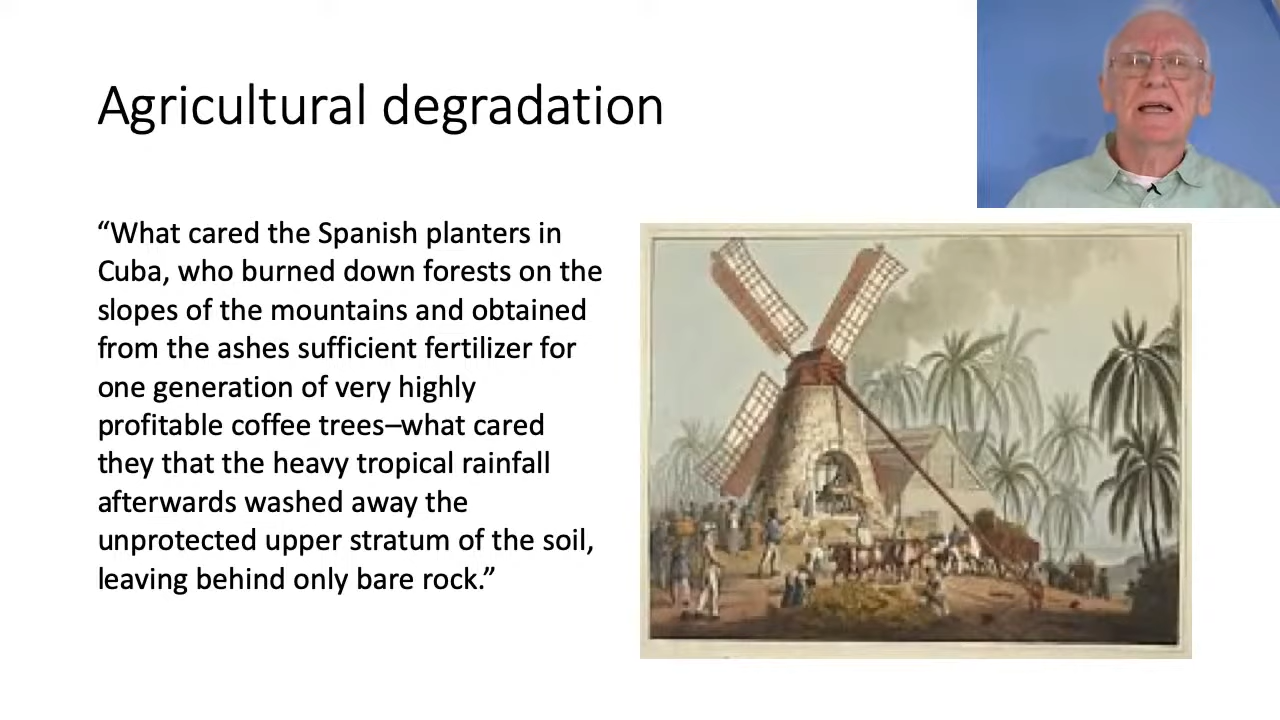 Agricultural degradation
“What cared the Spanish planters in
Cuba, who burned down forests on the
slopes of the mountains and obtained
from the ashes sufficient fertilizer for
one generation of very highly
profitable coffee trees–what cared
they that the heavy tropical rainfall
afterwards washed away the
unprotected upper stratum of the soil,
leaving behind only bare rock.”